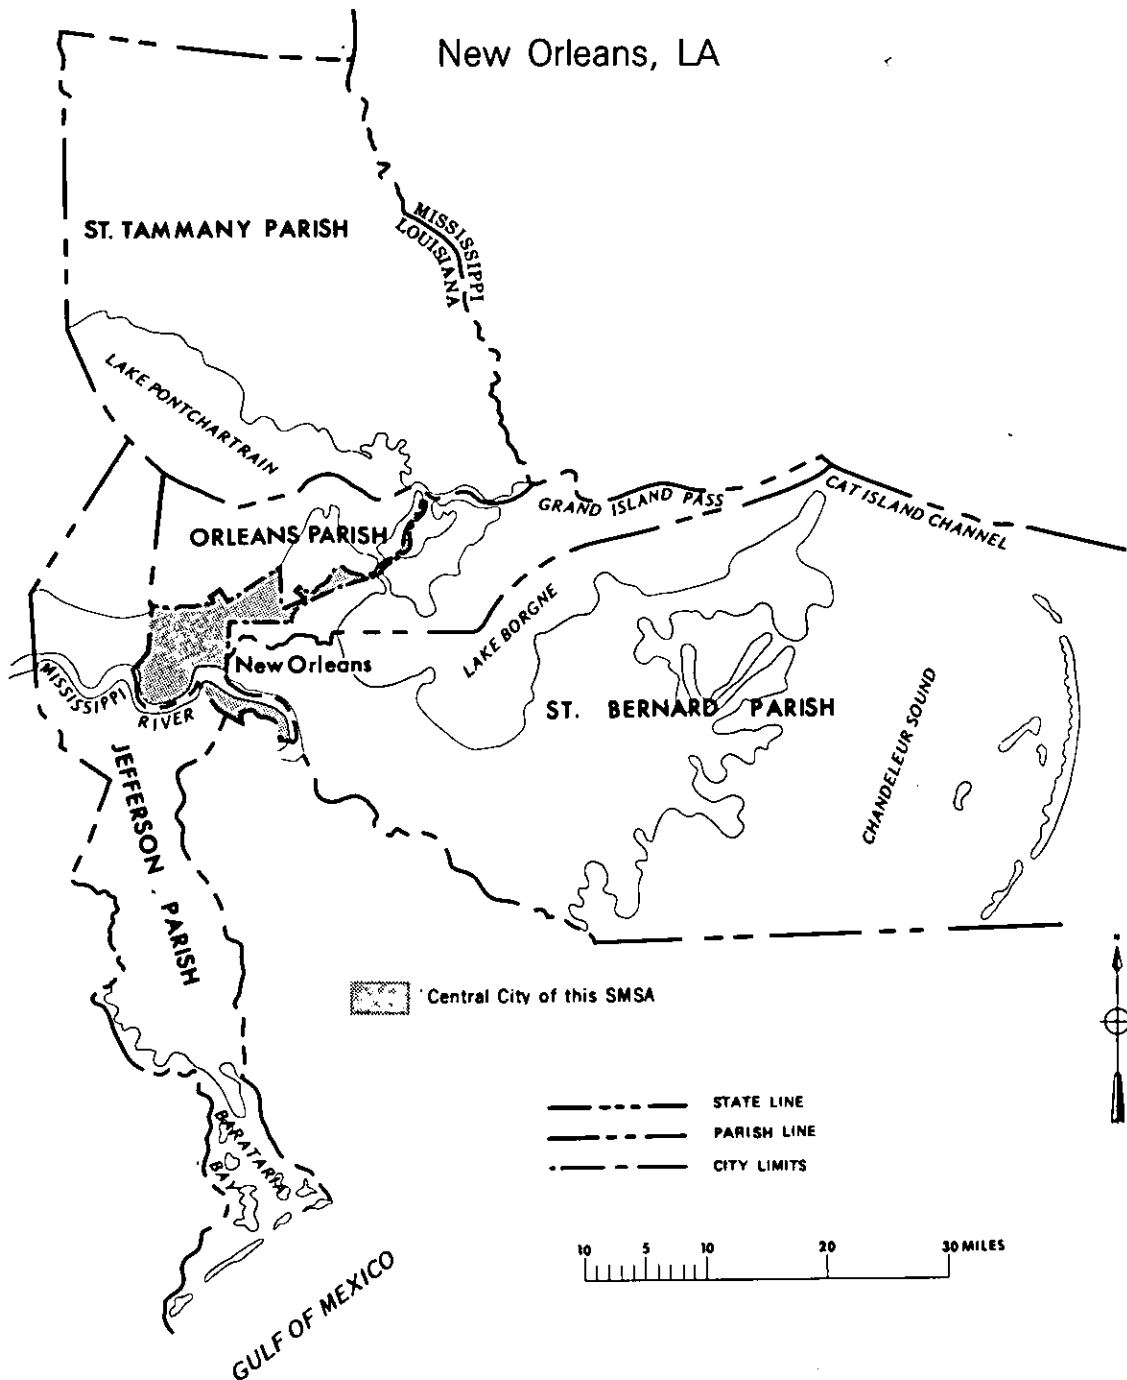 New Orleans, LA
ST. TAMMANY PARISH
MISSISSIPPI
LOUISIANA
LAKE PONTCHARTRAIN
GRAND ISLAND PASS
CAT ISLAND CHANNEL
ORLEANS PARISH
LAKE BORGNE
New Orleans
MISSISSIPPI
RIVER
ST. BERNARD PARISH
CHANDELEUR SOUND
JEFFERSON PARISH
Central City of this SMSA
STATE LINE
PARISH LINE
CITY LIMITS
BARATARIA
BAY
10 5 10 20 30 MILES
GULF OF MEXICO